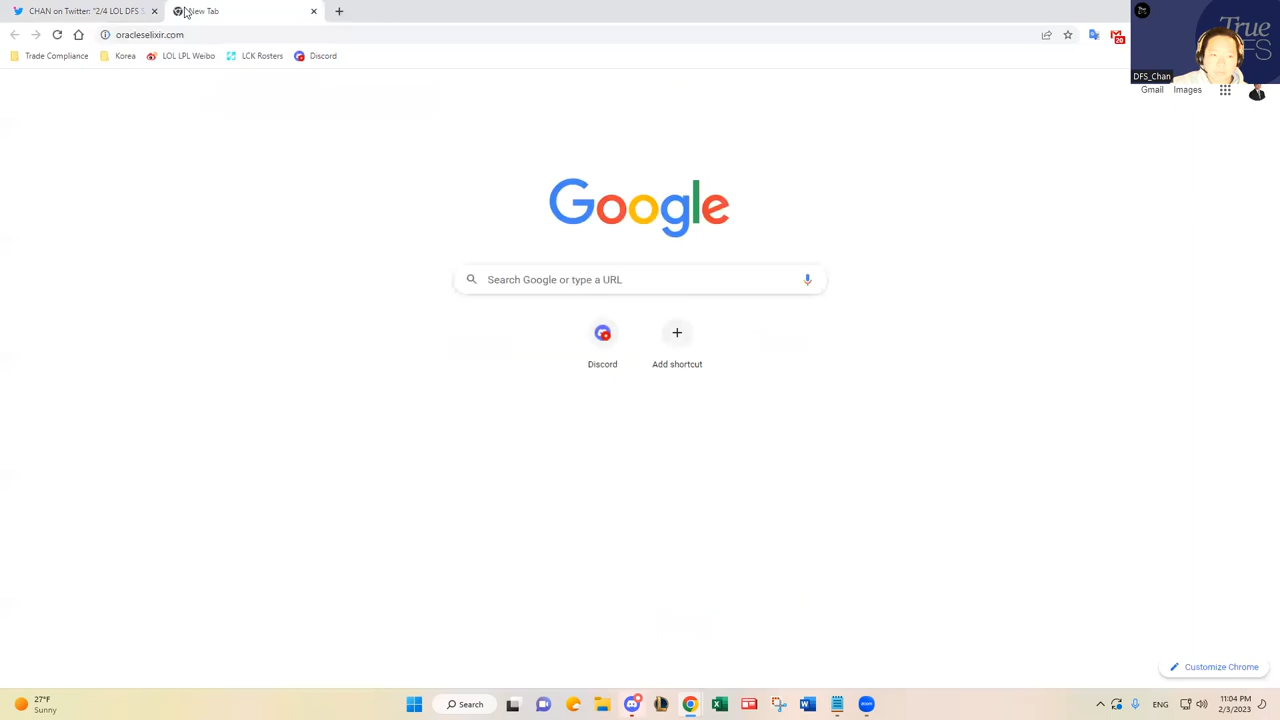 CHAN on Twitter: "2/4 LOL DFS S
New Tab
oracleselixir.com
20
Trade Compliance
Korea
LOL LPL Weibo
LCK Rosters
Discord
True
DFS_Chan
Gmail
Images
Google
Search Google or type a URL
Discord
Add shortcut
Customize Chrome
27°F
Sunny
Search
zoom
ENG
11:04 PM
2/3/2023